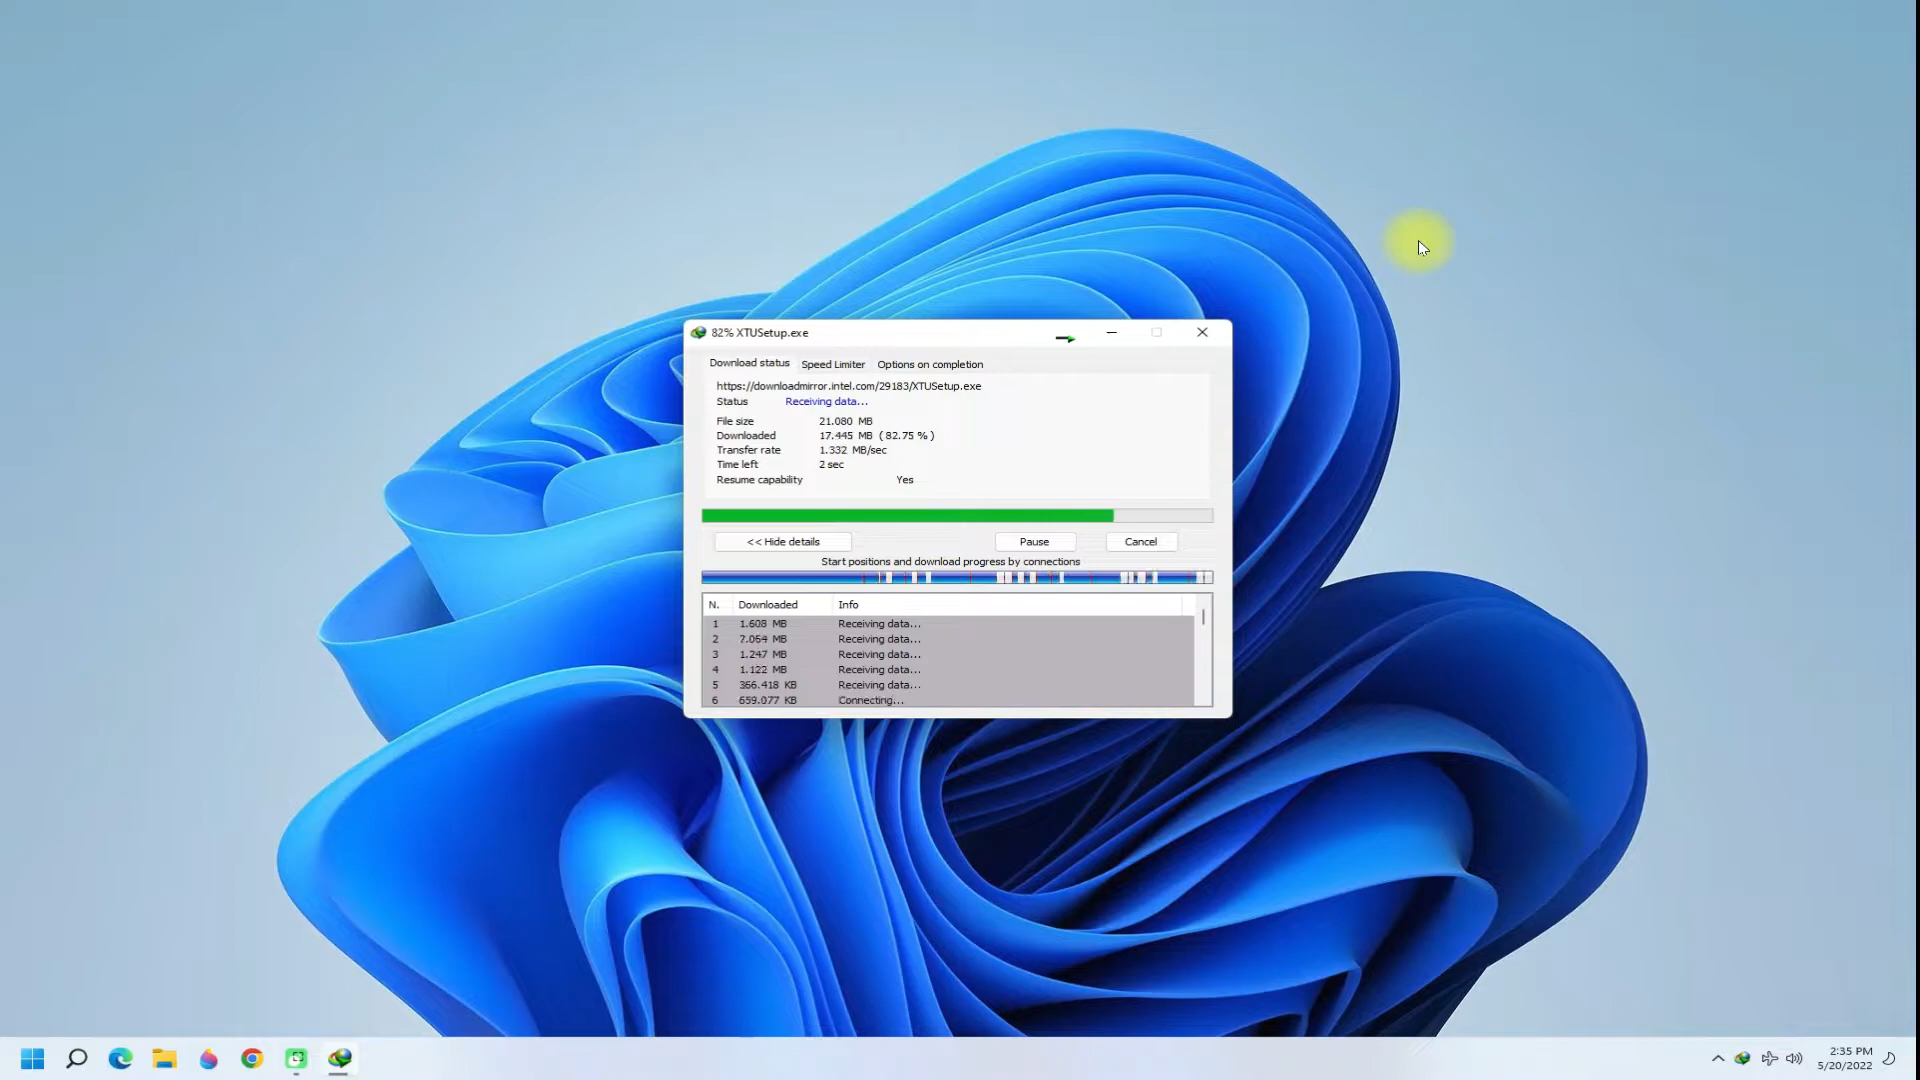 82% XTUSetup.exe
Download status Speed Limiter Options on completion
https://downloadmirror.intel.com/29183/XTUSetup.exe
Status Receiving data...
File size 21.080 MB
Downloaded 17.445 MB ( 82.75 % )
Transfer rate 1.332 MB/sec
Time left 2 sec
Resume capability Yes
<< Hide details Pause Cancel
Start positions and download progress by connections
N. Downloaded Info
1 1.608 MB Receiving data...
2 7.054 MB Receiving data...
3 1.247 MB Receiving data...
4 1.122 MB Receiving data...
5 366.418 KB Receiving data...
6 659.077 KB Connecting...
2:35 PM
5/20/2022